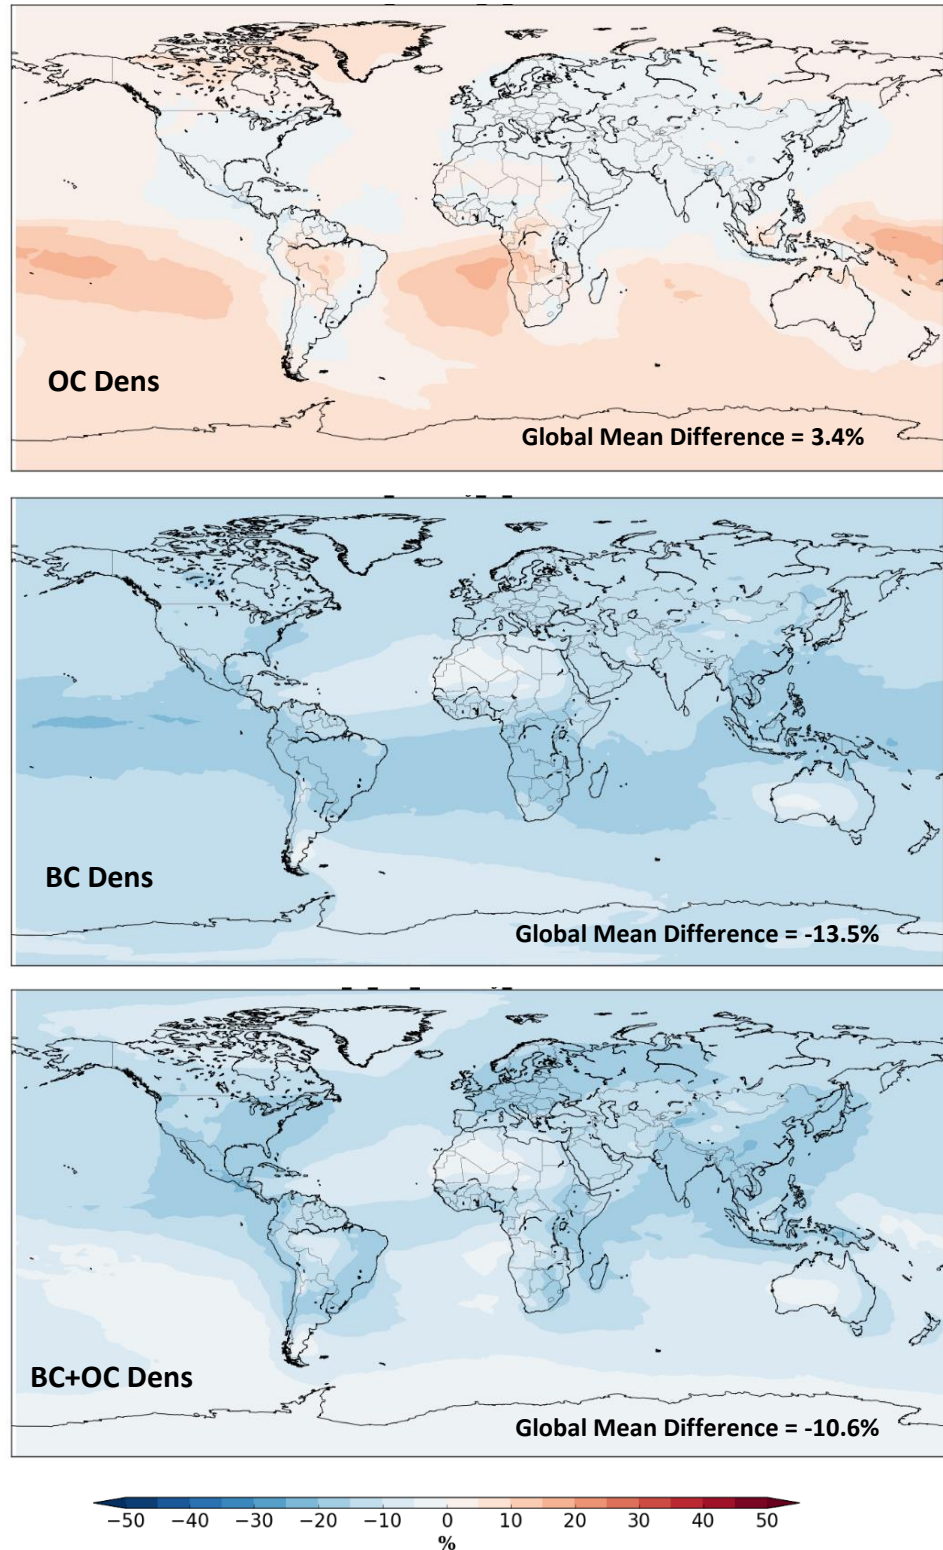 OC Dens
Global Mean Difference = 3.4%
BC Dens
Global Mean Difference = -13.5%
BC+OC Dens
Global Mean Difference = -10.6%
−50 −40 −30 −20 −10 0 10 20 30 40 50
%